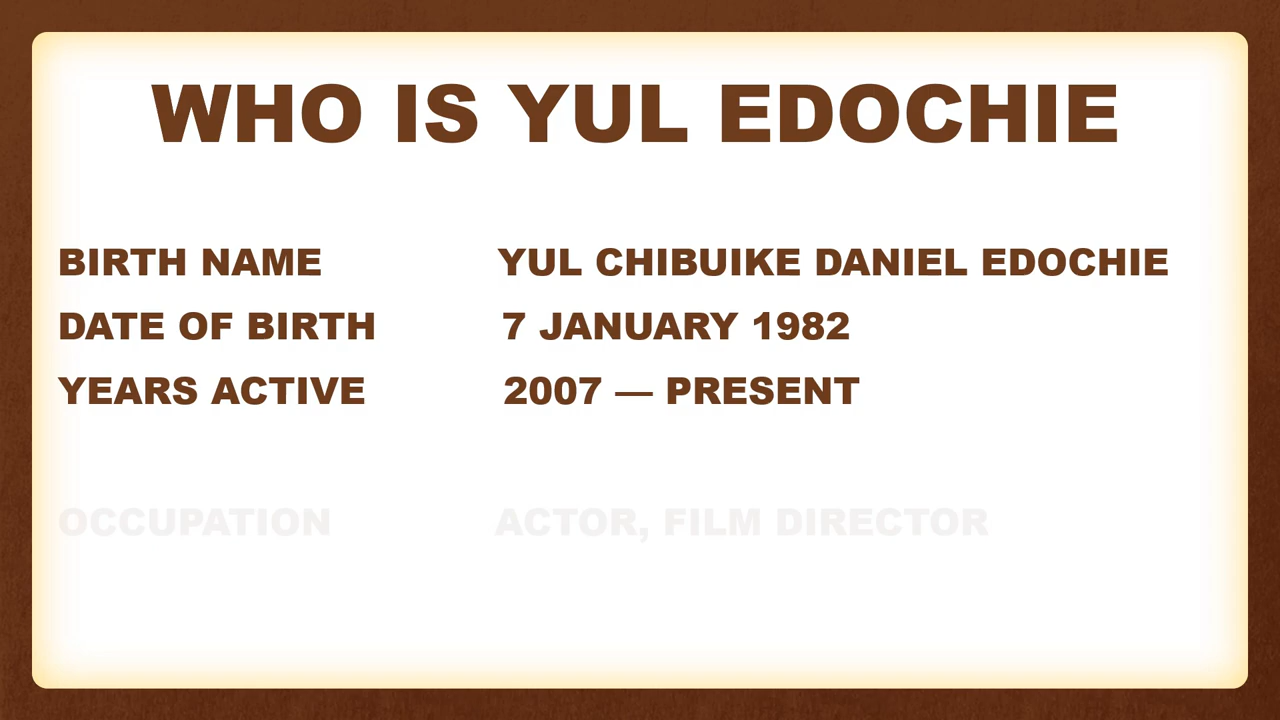 WHO IS YUL EDOCHIE
BIRTH NAME YUL CHIBUIKE DANIEL EDOCHIE
DATE OF BIRTH 7 JANUARY 1982
YEARS ACTIVE 2007 — PRESENT
OCCUPATION ACTOR, FILM DIRECTOR